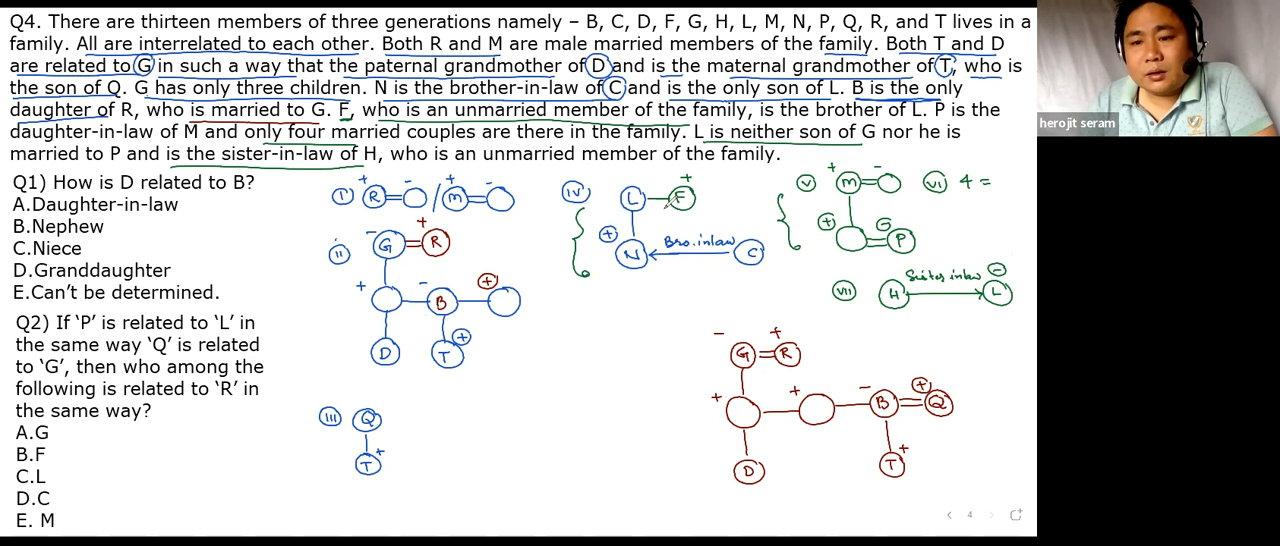 Q4. There are thirteen members of three generations namely – B, C, D, F, G, H, L, M, N, P, Q, R, and T lives in a
family. All are interrelated to each other. Both R and M are male married members of the family. Both T and D
are related to G in such a way that the paternal grandmother of D and is the maternal grandmother of T, who is
the son of Q. G has only three children. N is the brother-in-law of C and is the only son of L. B is the only
daughter of R, who is married to G. F, who is an unmarried member of the family, is the brother of L. P is the
daughter-in-law of M and only four married couples are there in the family. L is neither son of G nor he is
married to P and is the sister-in-law of H, who is an unmarried member of the family.
Q1) How is D related to B?
A.Daughter-in-law
B.Nephew
C.Niece
D.Granddaughter
E.Can't be determined.
Q2) If 'P' is related to 'L' in
the same way 'Q' is related
to 'G', then who among the
following is related to 'R' in
the same way?
A.G
B.F
C.L
D.C
E. M
i + R = - / + M = -
ii - G = R +
+ - B +
D T +
iii Q
T +
iv L F +
+ N Bro.inlaw C
v + M = -
+ G P
vi 4 =
vii H Sister inlaw L -
- G = R +
+ + - B = Q +
D T +
4
herojit seram